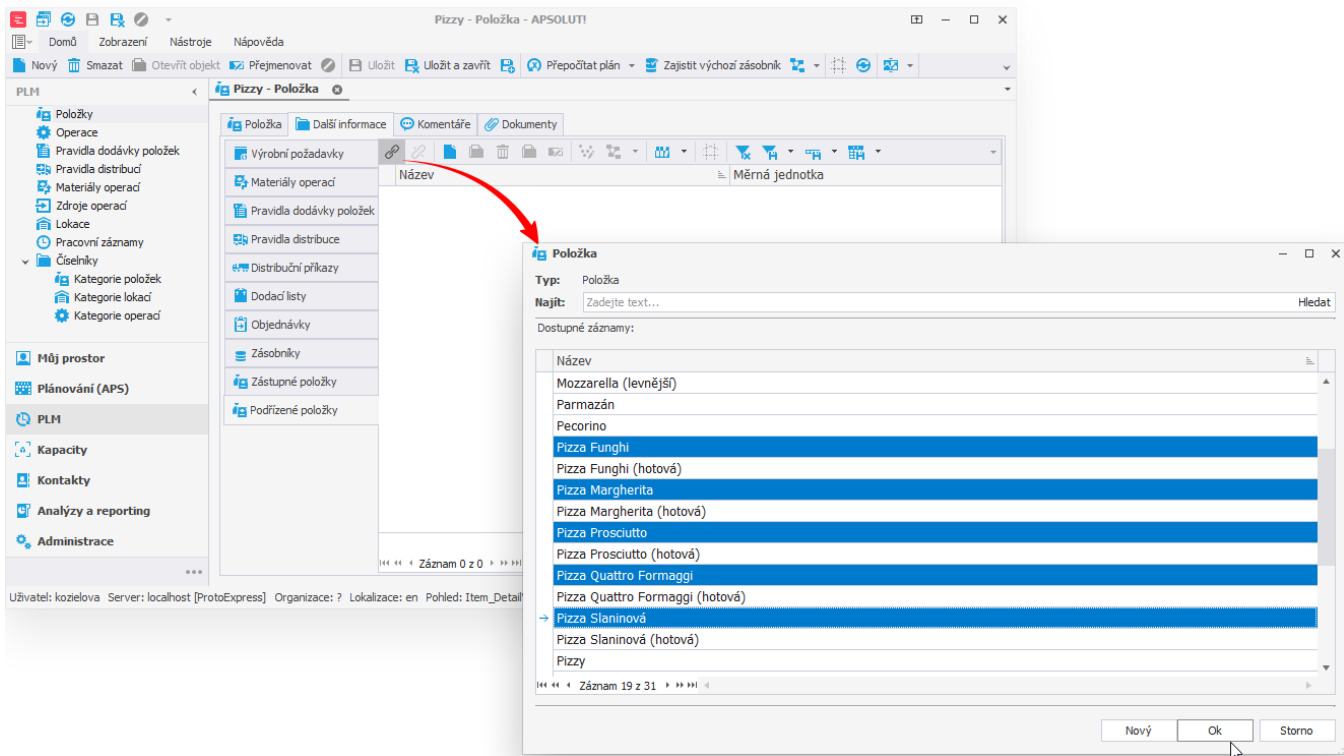 Pizzy - Položka - APSOLUT!
Domů Zobrazení Nástroje Nápověda
Nový Smazat Otevřít objekt Přejmenovat Uložit Uložit a zavřít Přepočítat plán Zajistit výchozí zásobník
PLM
Položky
Operace
Pravidla dodávky položek
Pravidla distribucí
Materiály operací
Zdroje operací
Lokace
Pracovní záznamy
Číselníky
Kategorie položek
Kategorie lokací
Kategorie operací
Můj prostor
Plánování (APS)
PLM
Kapacity
Kontakty
Analýzy a reporting
Administrace
Pizzy - Položka
Položka Další informace Komentáře Dokumenty
Výrobní požadavky
Materiály operací
Pravidla dodávky položek
Pravidla distribuce
Distribuční příkazy
Dodací listy
Objednávky
Zásobníky
Zástupné položky
Podřízené položky
Název Měrná jednotka
Záznam 0 z 0
Uživatel: kozielova Server: localhost [ProtoExpress] Organizace: ? Lokalizace: en Pohled: Item_Detail
Položka
Typ: Položka
Najít: Zadejte text... Hledat
Dostupné záznamy:
Název
Mozzarella (levnější)
Parmazán
Pecorino
Pizza Funghi
Pizza Funghi (hotová)
Pizza Margherita
Pizza Margherita (hotová)
Pizza Prosciutto
Pizza Prosciutto (hotová)
Pizza Quattro Formaggi
Pizza Quattro Formaggi (hotová)
Pizza Slaninová
Pizza Slaninová (hotová)
Pizzy
Záznam 19 z 31
Nový Ok Storno